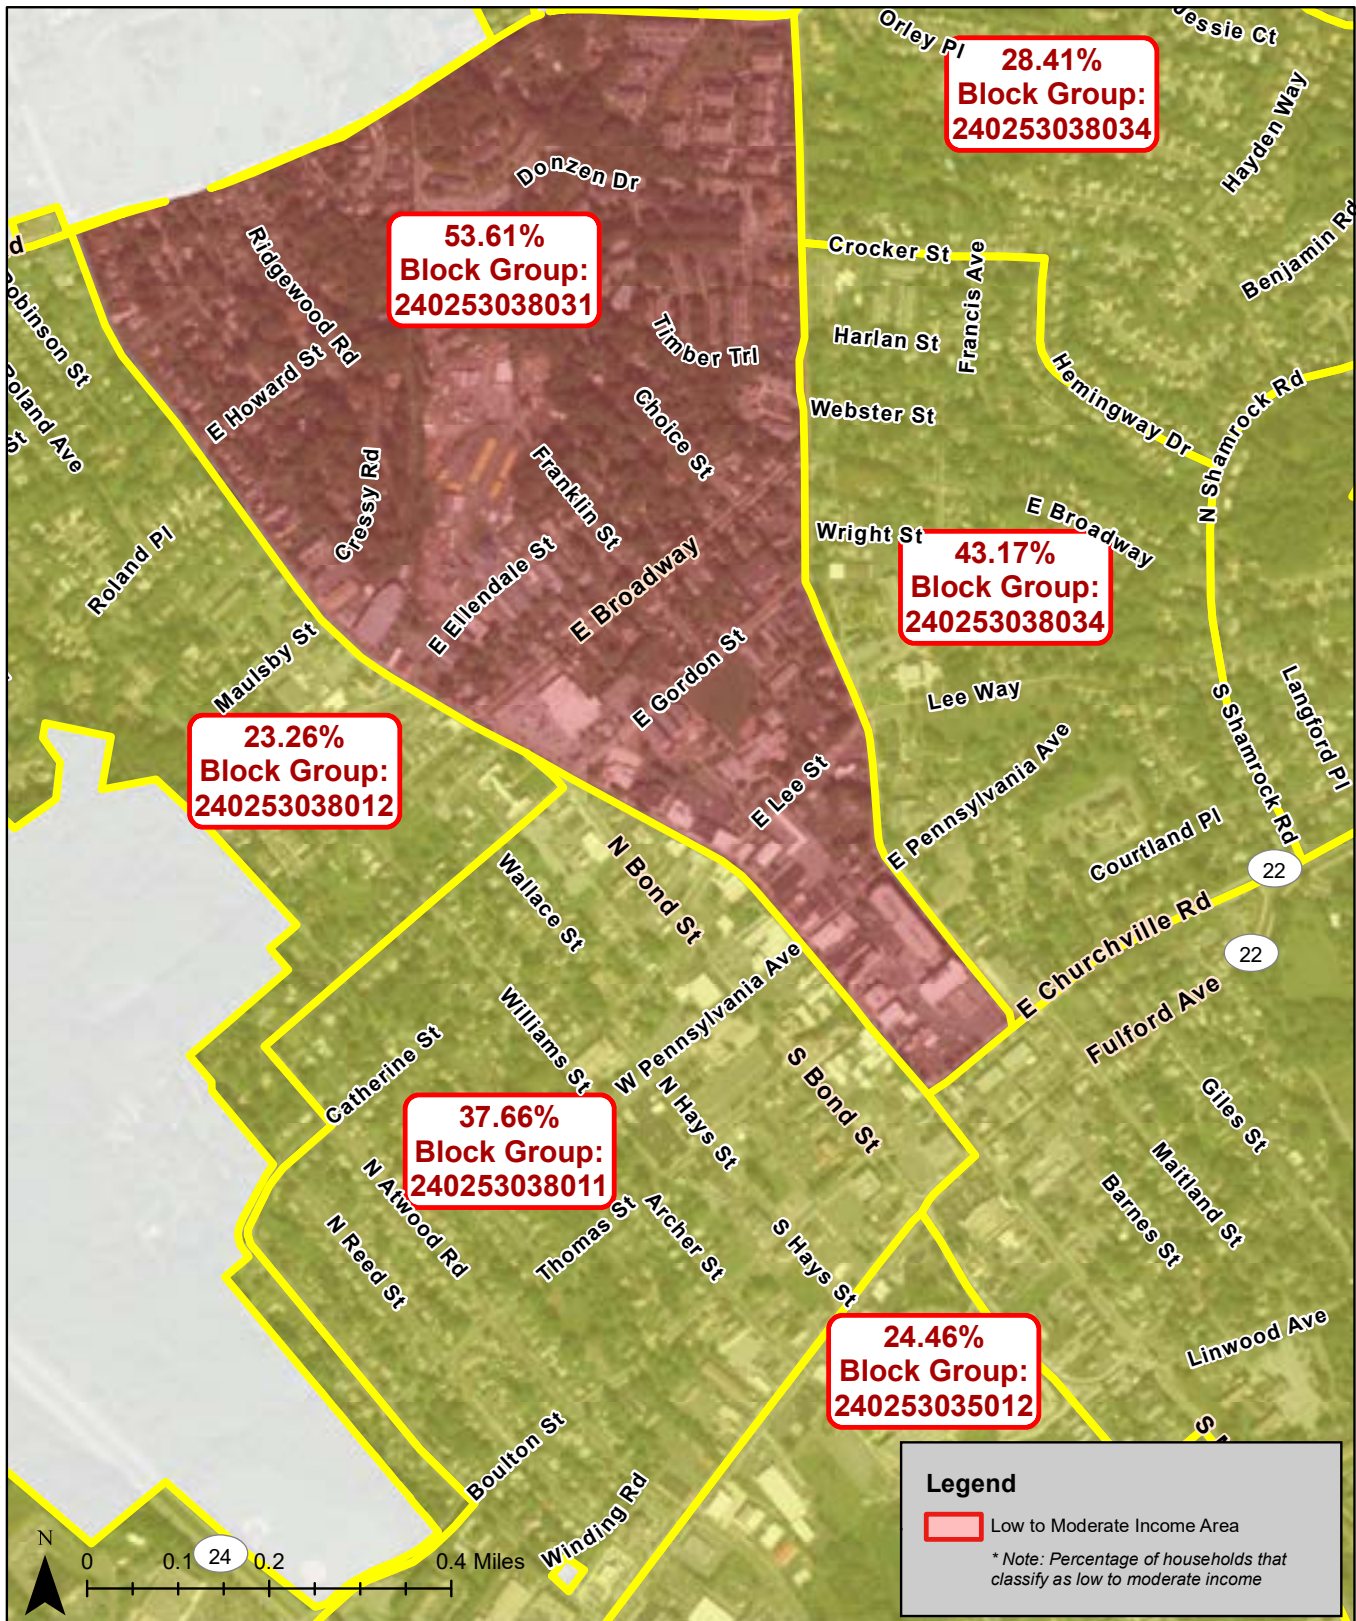 Orley Pl
Jessie Ct
28.41%
Block Group:
240253038034
Hayden Way
Donzen Dr
Benjamin Rd
53.61%
Block Group:
240253038031
Ridgewood Rd
Crocker St
Francis Ave
Robinson St
Timber Trl
Harlan St
E Howard St
Hemingway Dr
N Shamrock Rd
Roland Ave
St
Choice St
Webster St
Cressy Rd
Franklin St
E Broadway
Wright St
E Broadway
Roland Pl
43.17%
Block Group:
240253038034
E Ellendale St
Maulsby St
E Gordon St
Lee Way
S Shamrock Rd
Langford Pl
23.26%
Block Group:
240253038012
E Lee St
E Pennsylvania Ave
Courtland Pl
22
N Bond St
Wallace St
E Churchville Rd
22
W Pennsylvania Ave
Fulford Ave
Williams St
Catherine St
S Bond St
N Hays St
Giles St
37.66%
Block Group:
240253038011
N Atwood Rd
Maitland St
Barnes St
N Reed St
Thomas St
Archer St
S Hays St
24.46%
Block Group:
240253035012
Linwood Ave
Boulton St
Winding Rd
Legend
Low to Moderate Income Area
* Note: Percentage of households that
classify as low to moderate income
N
0 0.1 24 0.2 0.4 Miles